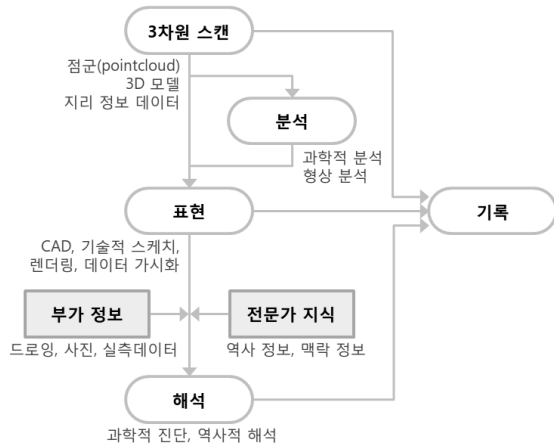 3차원 스캔
점군(pointcloud)
3D 모델
지리 정보 데이터
분석
과학적 분석
형상 분석
표현
기록
CAD, 기술적 스케치,
렌더링, 데이터 가시화
부가 정보
전문가 지식
드로잉, 사진, 실측데이터
역사 정보, 맥락 정보
해석
과학적 진단, 역사적 해석